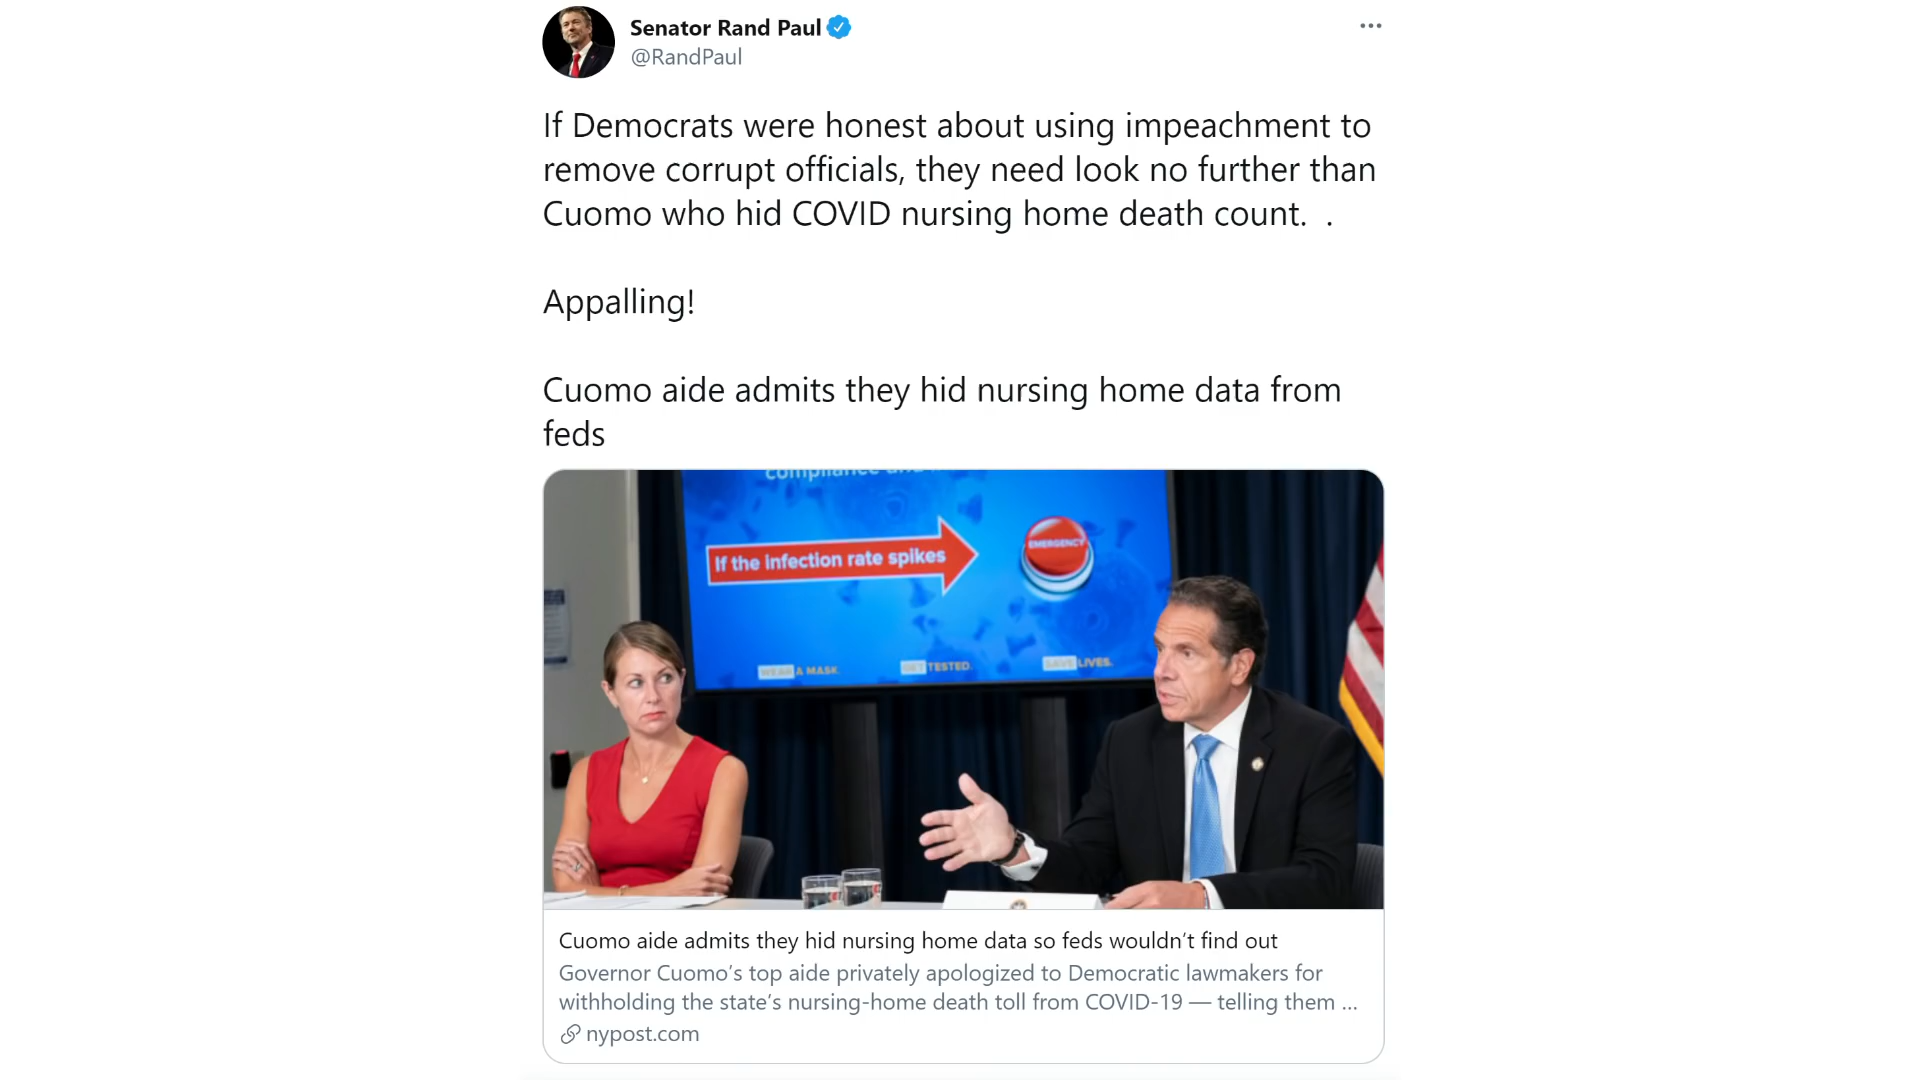 Senator Rand Paul
@RandPaul
If Democrats were honest about using impeachment to
remove corrupt officials, they need look no further than
Cuomo who hid COVID nursing home death count.  .
Appalling!
Cuomo aide admits they hid nursing home data from
feds
If the infection rate spikes
EMERGENCY
WEAR A MASK.
GET TESTED.
SAVE LIVES.
Cuomo aide admits they hid nursing home data so feds wouldn't find out
Governor Cuomo's top aide privately apologized to Democratic lawmakers for
withholding the state's nursing-home death toll from COVID-19 — telling them ...
nypost.com